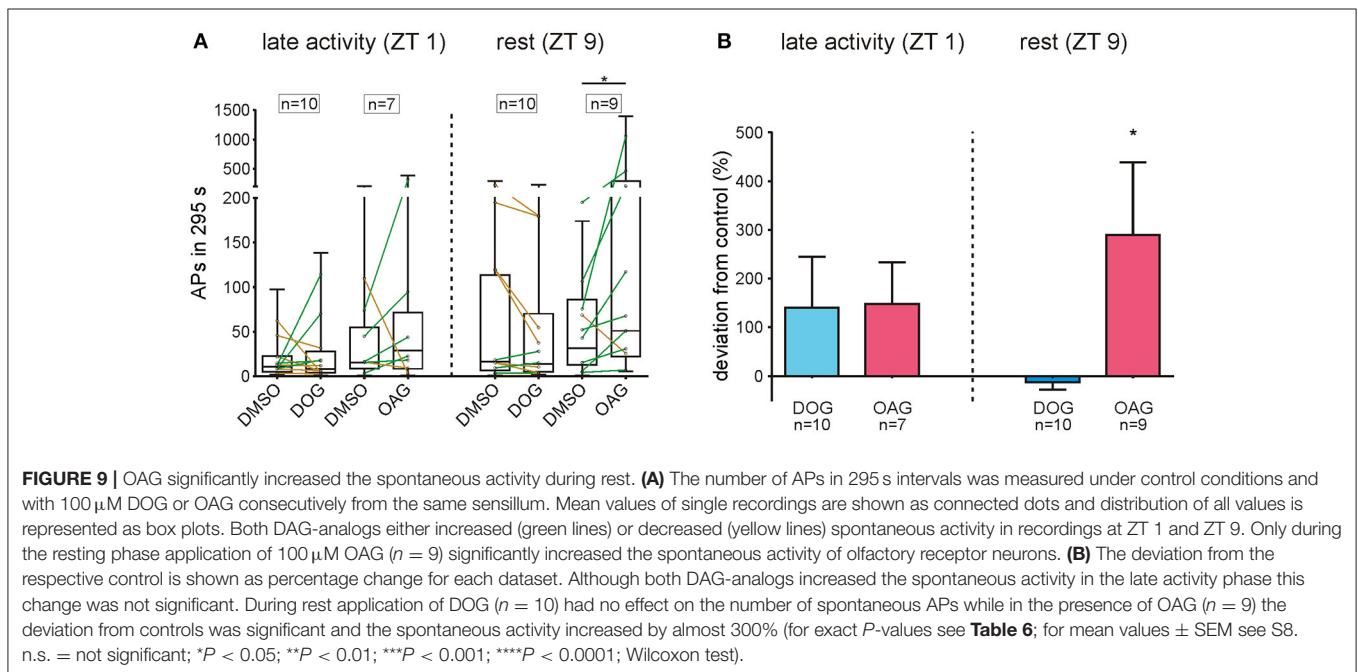 A late activity (ZT 1) rest (ZT 9)
*
n=10 n=7 n=10 n=9
1500
1000
500
200
150
100
50
0
APs in 295 s
DMSO DOG DMSO OAG DMSO DOG DMSO OAG
B late activity (ZT 1) rest (ZT 9)
500
400
300
200
100
0
deviation from control (%)
*
DOG OAG DOG OAG
n=10 n=7 n=10 n=9
FIGURE 9 | OAG significantly increased the spontaneous activity during rest. (A) The number of APs in 295 s intervals was measured under control conditions and
with 100 μM DOG or OAG consecutively from the same sensillum. Mean values of single recordings are shown as connected dots and distribution of all values is
represented as box plots. Both DAG-analogs either increased (green lines) or decreased (yellow lines) spontaneous activity in recordings at ZT 1 and ZT 9. Only during
the resting phase application of 100 μM OAG (n = 9) significantly increased the spontaneous activity of olfactory receptor neurons. (B) The deviation from the
respective control is shown as percentage change for each dataset. Although both DAG-analogs increased the spontaneous activity in the late activity phase this
change was not significant. During rest application of DOG (n = 10) had no effect on the number of spontaneous APs while in the presence of OAG (n = 9) the
deviation from controls was significant and the spontaneous activity increased by almost 300% (for exact P-values see Table 6; for mean values ± SEM see S8.
n.s. = not significant; *P < 0.05; **P < 0.01; ***P < 0.001; ****P < 0.0001; Wilcoxon test).